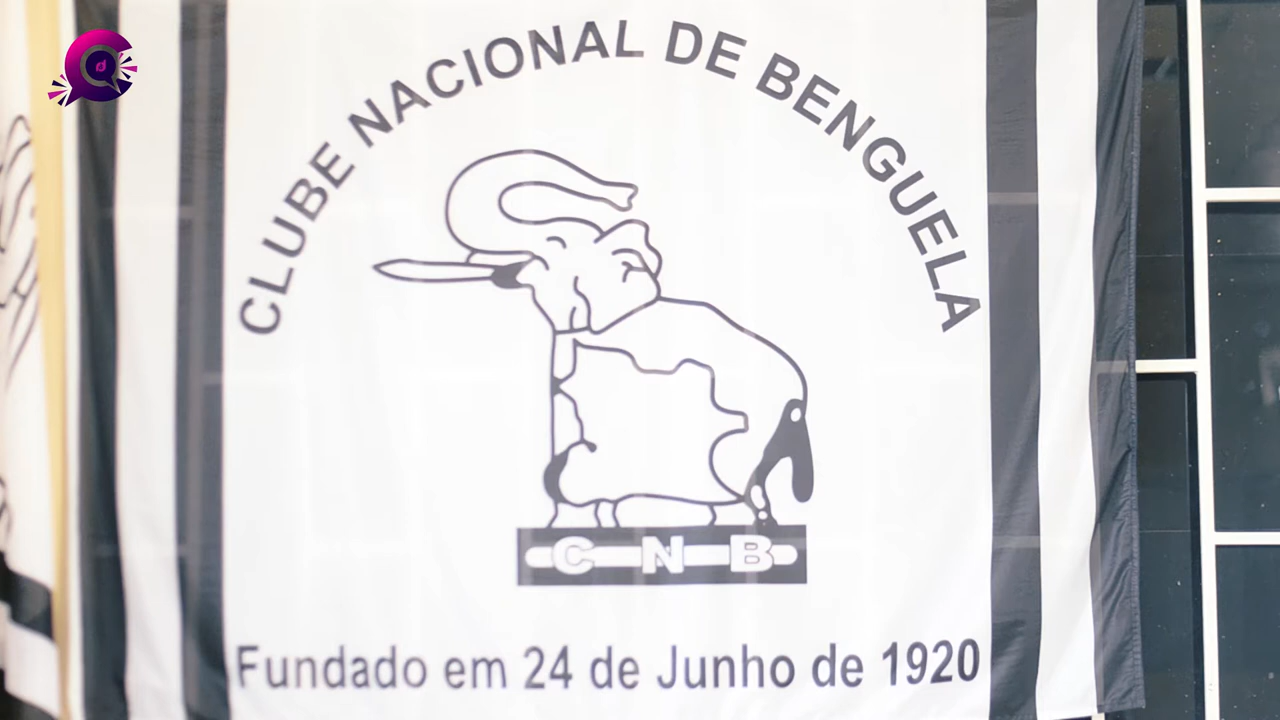 CLUBE NACIONAL DE BENGUELA
C N B
Fundado em 24 de Junho de 1920